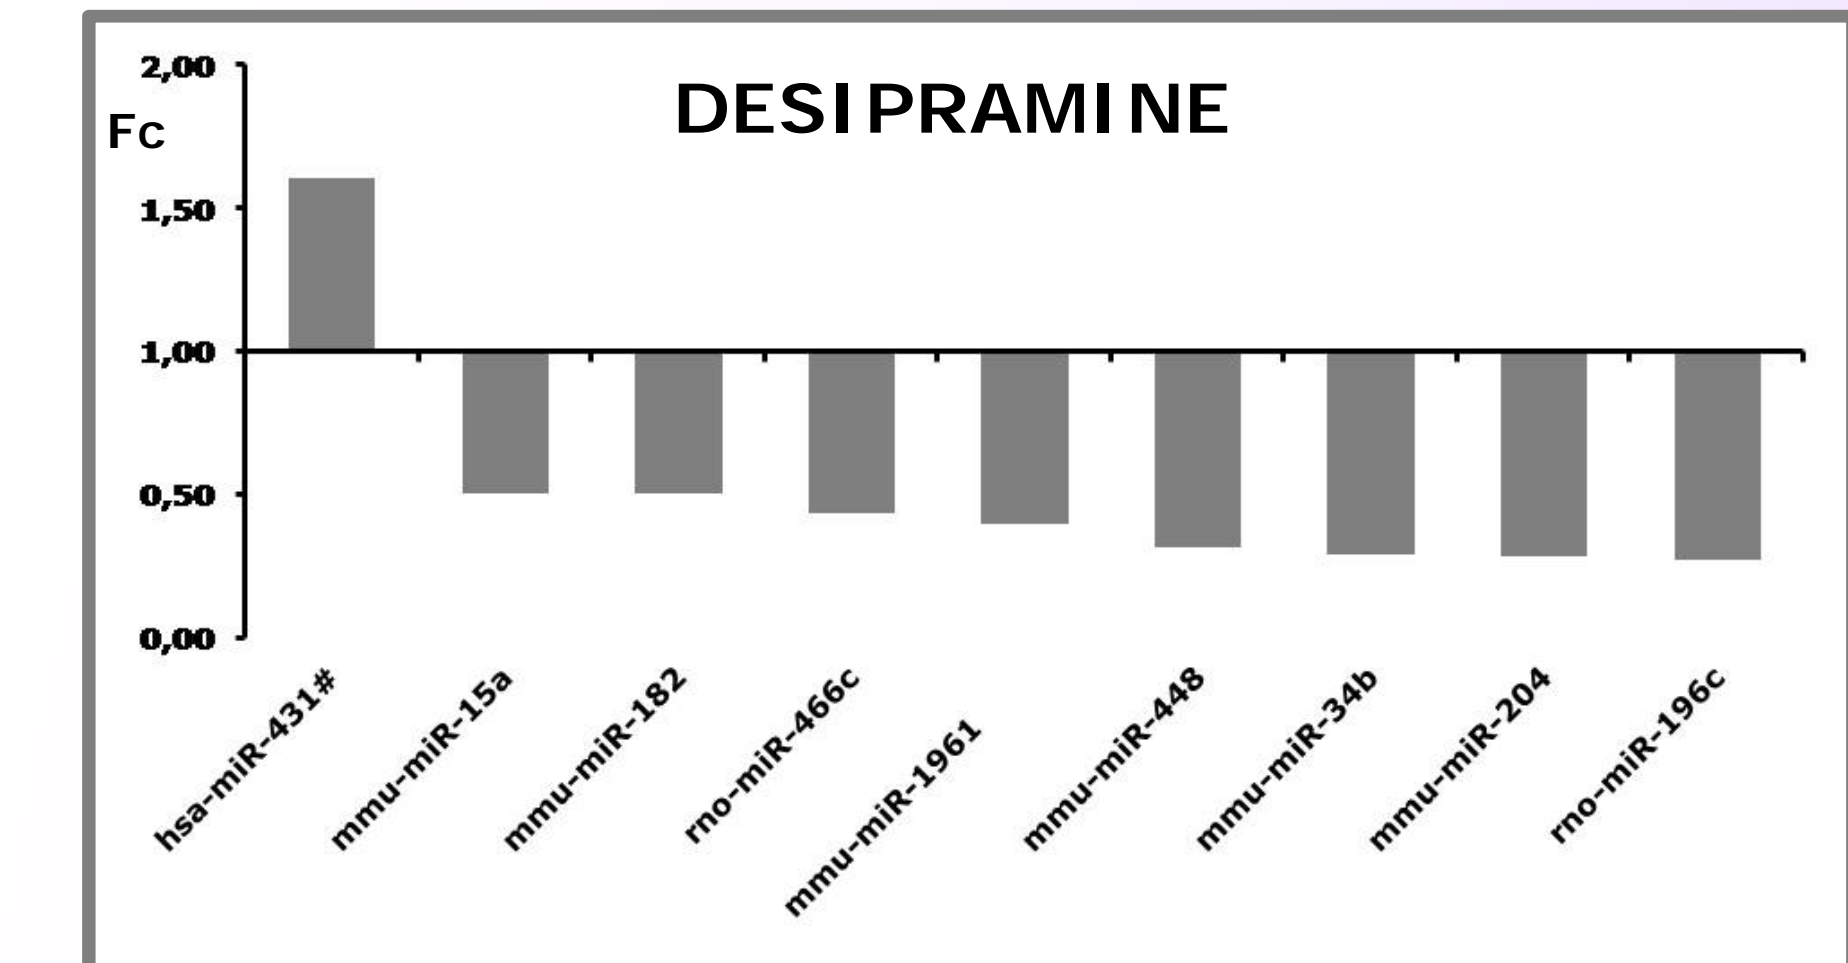 DESIPRAMINE
Fc
2,00
1,50
1,00
0,50
0,00
hsa-miR-431#
mmu-miR-15a
mmu-miR-182
rno-miR-466c
mmu-miR-1961
mmu-miR-448
mmu-miR-34b
mmu-miR-204
rno-miR-196c